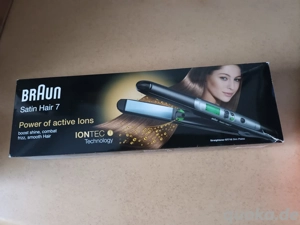 BRAUN
Satin Hair 7
Power of active Ions
boost shine, combat
frizz, smooth Hair
IONTEC
Technology